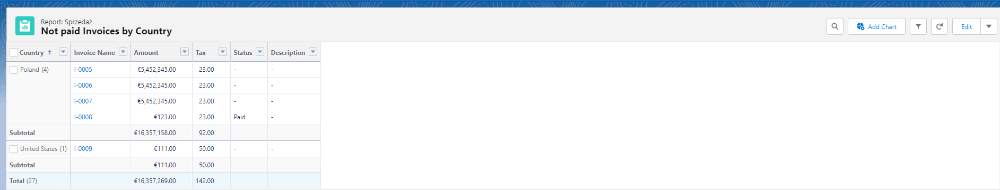 Report: Sprzedaż
Not paid Invoices by Country
Add Chart
Edit
Country ↑ Invoice Name Amount Tax Status Description
Poland (4) I-0005 €5,452,345.00 23.00 - -
I-0006 €5,452,345.00 23.00 - -
I-0007 €5,452,345.00 23.00 - -
I-0008 €123.00 23.00 Paid -
Subtotal €16,357,158.00 92.00
United States (1) I-0009 €111.00 50.00 - -
Subtotal €111.00 50.00
Total (27) €16,357,269.00 142.00